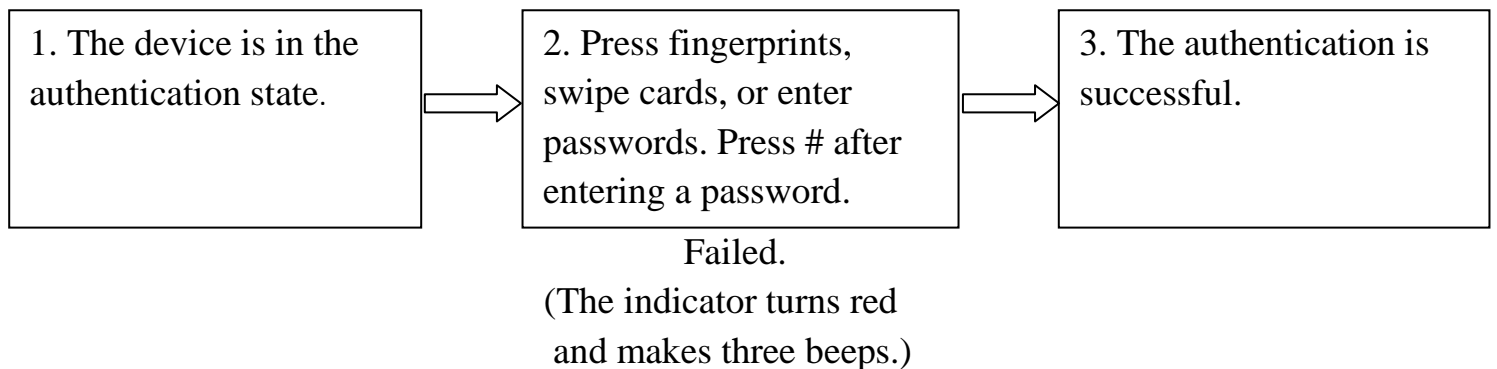 1. The device is in the
authentication state.
2. Press fingerprints,
swipe cards, or enter
passwords. Press # after
entering a password.
3. The authentication is
successful.
Failed.
(The indicator turns red
and makes three beeps.)